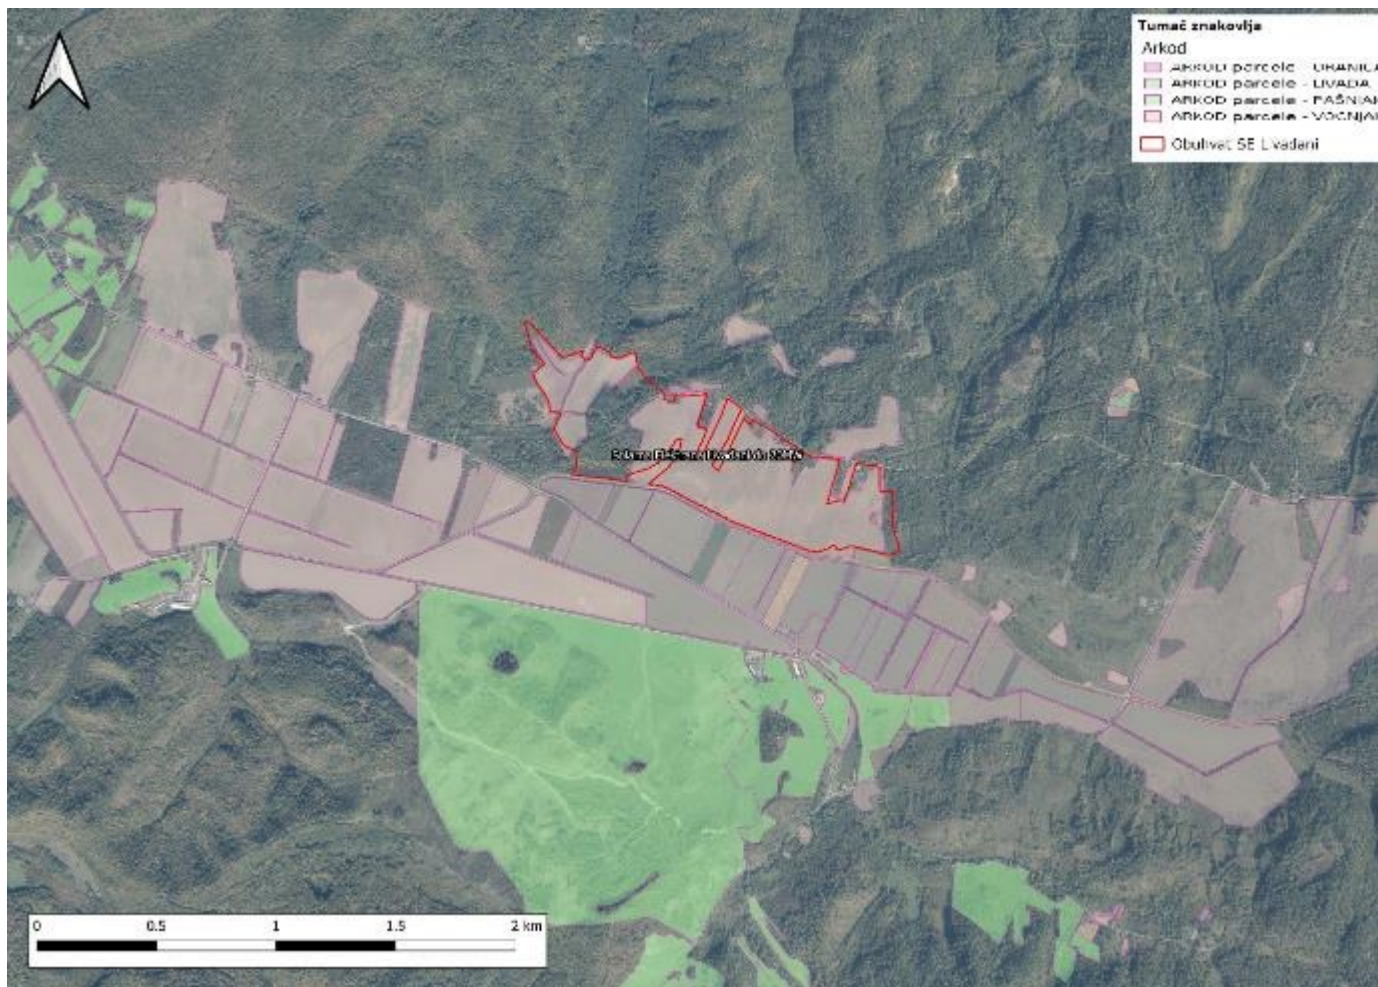 Tumač znakovlja
Arkod
ARKOD parcele - ORANICA
ARKOD parcele - LIVADA
ARKOD parcele - PAŠNJAK
ARKOD parcele - VOĆNJAK
Obuhvat SE Livadani
0 0.5 1 1.5 2 km